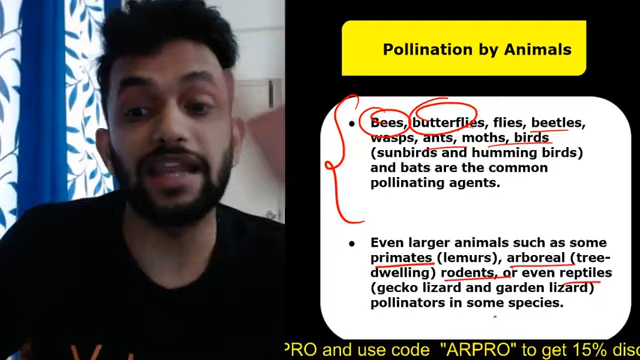 Pollination by Animals
• Bees, butterflies, flies, beetles,
wasps, ants, moths, birds
(sunbirds and humming birds)
and bats are the common
pollinating agents.
• Even larger animals such as some
primates (lemurs), arboreal (tree-
dwelling) rodents, or even reptiles
(gecko lizard and garden lizard)
pollinators in some species.
PRO and use code "ARPRO" to get 15% disc